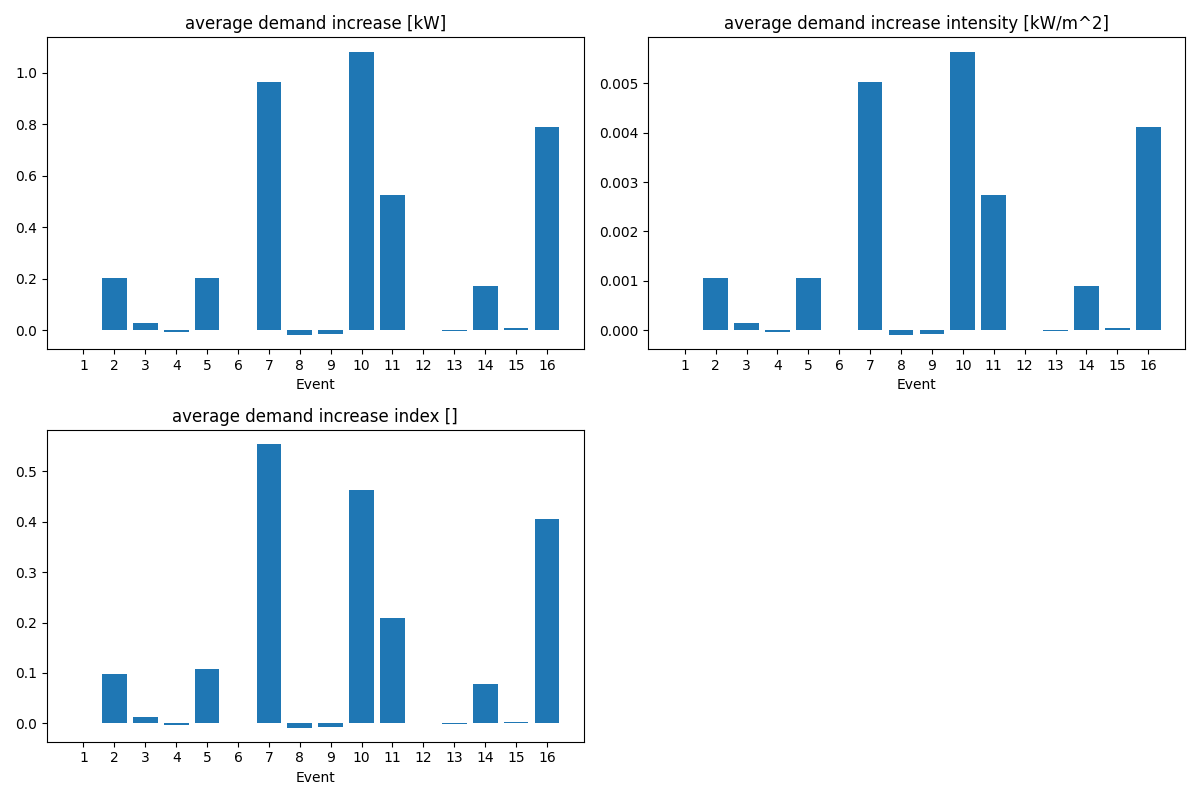 average demand increase [kW]
1.0
0.8
0.6
0.4
0.2
0.0
1 2 3 4 5 6 7 8 9 10 11 12 13 14 15 16
Event
average demand increase intensity [kW/m^2]
0.005
0.004
0.003
0.002
0.001
0.000
1 2 3 4 5 6 7 8 9 10 11 12 13 14 15 16
Event
average demand increase index []
0.5
0.4
0.3
0.2
0.1
0.0
1 2 3 4 5 6 7 8 9 10 11 12 13 14 15 16
Event